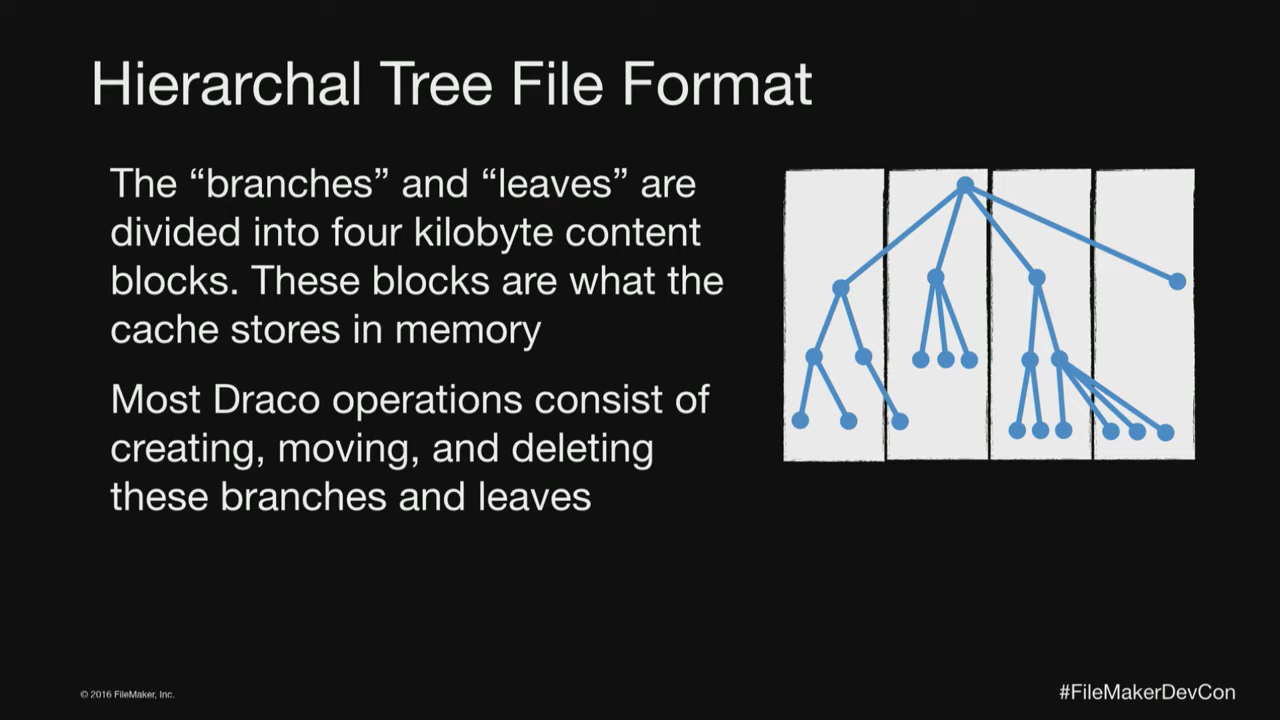 Hierarchal Tree File Format
The “branches” and “leaves” are
divided into four kilobyte content
blocks. These blocks are what the
cache stores in memory
Most Draco operations consist of
creating, moving, and deleting
these branches and leaves
© 2016 FileMaker, Inc.
#FileMakerDevCon